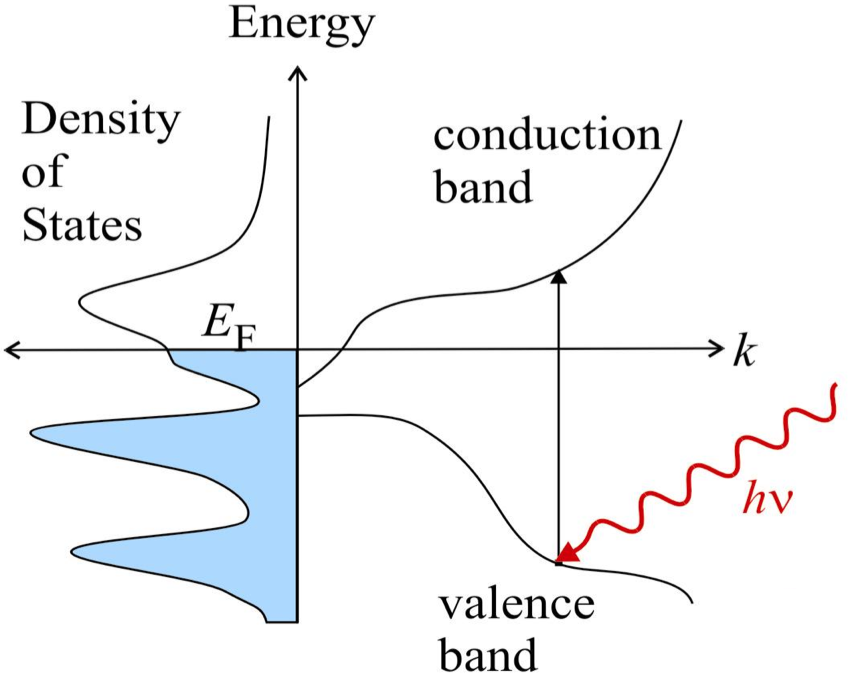 Energy
Density
of
States
conduction
band
E_F
k
hν
valence
band